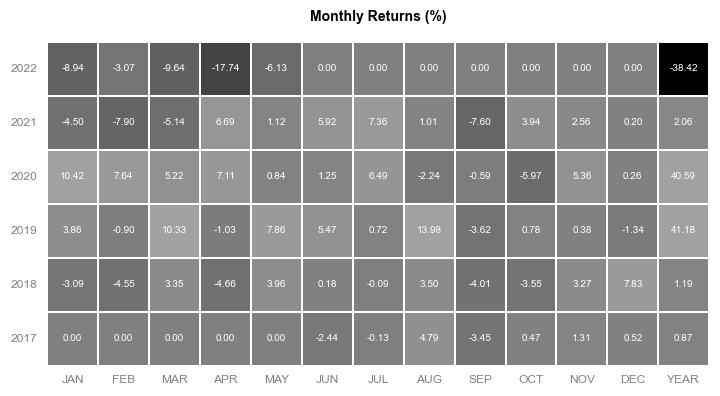 Monthly Returns (%)
2022 -8.94 -3.07 -9.64 -17.74 -6.13 0.00 0.00 0.00 0.00 0.00 0.00 0.00 -38.42
2021 -4.50 -7.90 -5.14 6.69 1.12 5.92 7.36 1.01 -7.60 3.94 2.56 0.20 2.06
2020 10.42 7.64 5.22 7.11 0.84 1.25 6.49 -2.24 -0.59 -5.97 5.36 0.26 40.59
2019 3.86 -0.90 10.33 -1.03 7.86 5.47 0.72 13.98 -3.62 0.78 0.38 -1.34 41.18
2018 -3.09 -4.55 3.35 -4.66 3.96 0.18 -0.09 3.50 -4.01 -3.55 3.27 7.83 1.19
2017 0.00 0.00 0.00 0.00 0.00 -2.44 -0.13 4.79 -3.45 0.47 1.31 0.52 0.87
JAN FEB MAR APR MAY JUN JUL AUG SEP OCT NOV DEC YEAR